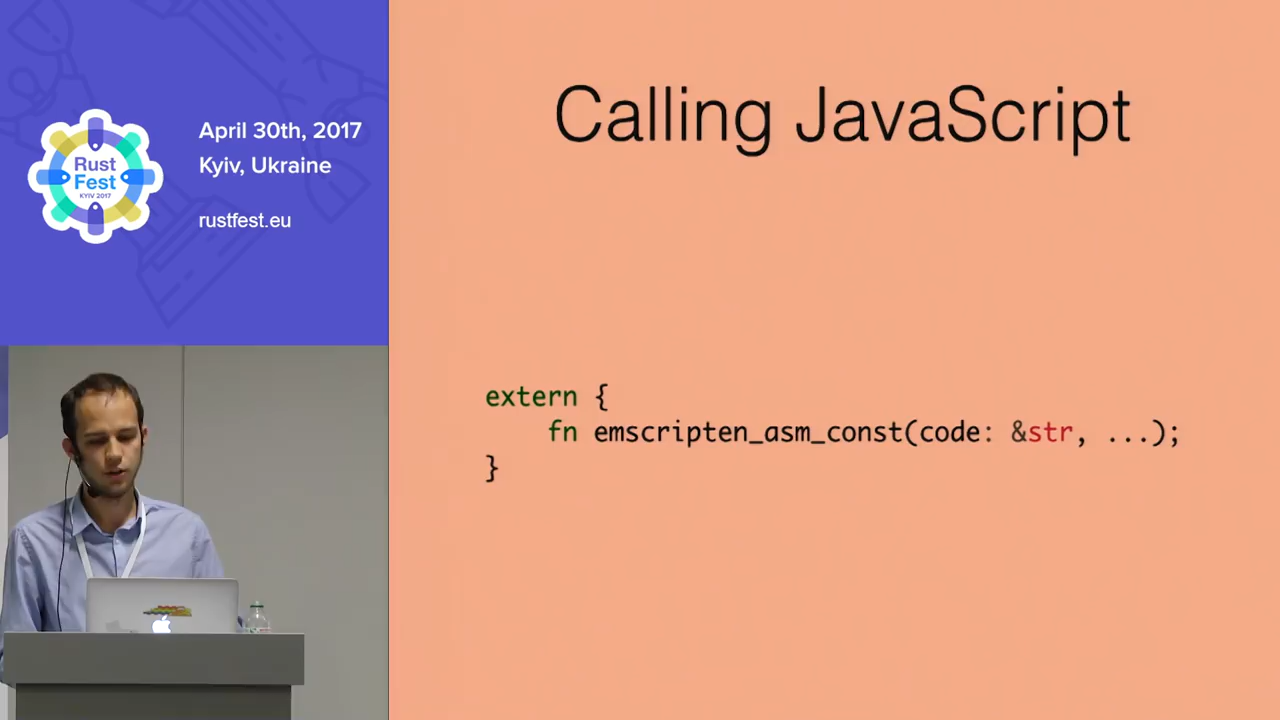 April 30th, 2017
Kyiv, Ukraine
rustfest.eu
Rust
Fest
KYIV 2017
Calling JavaScript
extern {
    fn emscripten_asm_const(code: &str, ...);
}